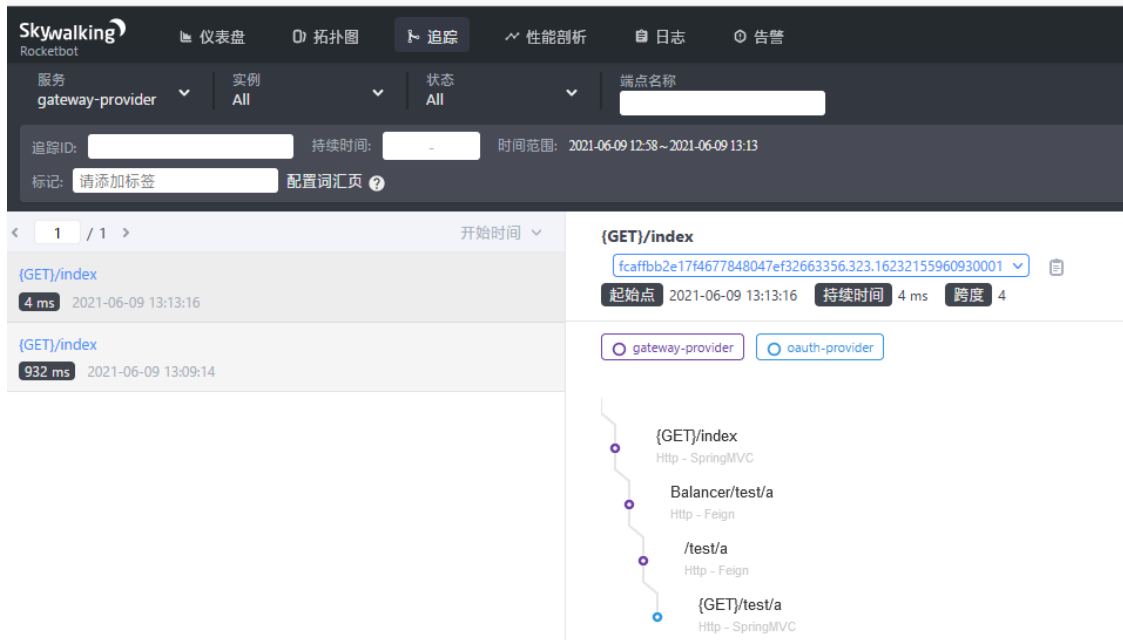 Skywalking
Rocketbot
仪表盘 拓扑图 追踪 性能剖析 日志 告警
服务 实例 状态 端点名称
gateway-provider All All
追踪ID: 持续时间: - 时间范围: 2021-06-09 12:58 ~ 2021-06-09 13:13
标记: 请添加标签 配置词汇页 ?
< 1 / 1 > 开始时间
{GET}/index
4 ms 2021-06-09 13:13:16
{GET}/index
932 ms 2021-06-09 13:09:14
{GET}/index
fcaffbb2e17f4677848047ef32663356.323.16232155960930001
起始点 2021-06-09 13:13:16 持续时间 4 ms 跨度 4
gateway-provider oauth-provider
{GET}/index
Http - SpringMVC
Balancer/test/a
Http - Feign
/test/a
Http - Feign
{GET}/test/a
Http - SpringMVC